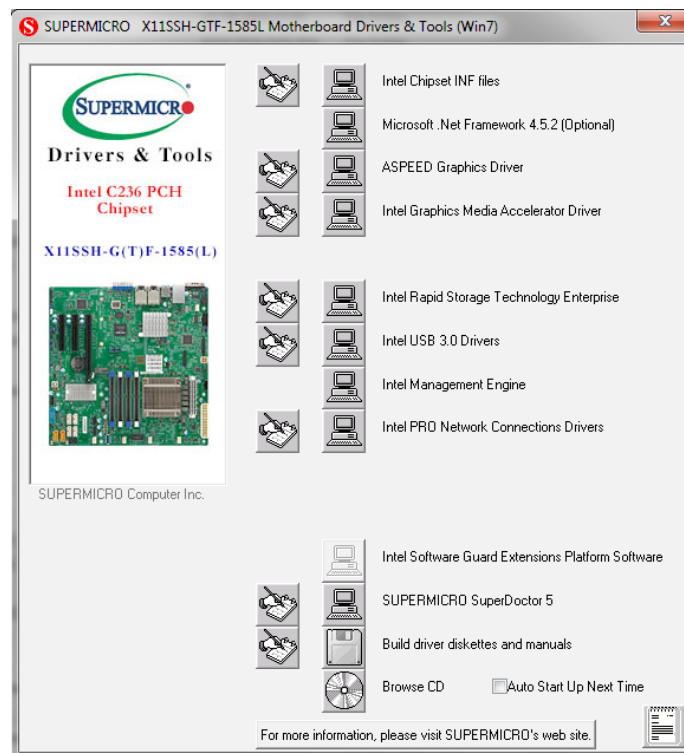 SUPERMICRO X11SSH-GTF-1585L Motherboard Drivers & Tools (Win7)
SUPERMICRO
Drivers & Tools
Intel C236 PCH
Chipset
X11SSH-G(T)F-1585(L)
SUPERMICRO Computer Inc.
Intel Chipset INF files
Microsoft .Net Framework 4.5.2 (Optional)
ASPEED Graphics Driver
Intel Graphics Media Accelerator Driver
Intel Rapid Storage Technology Enterprise
Intel USB 3.0 Drivers
Intel Management Engine
Intel PRO Network Connections Drivers
Intel Software Guard Extensions Platform Software
SUPERMICRO SuperDoctor 5
Build driver diskettes and manuals
Browse CD Auto Start Up Next Time
For more information, please visit SUPERMICRO's web site.